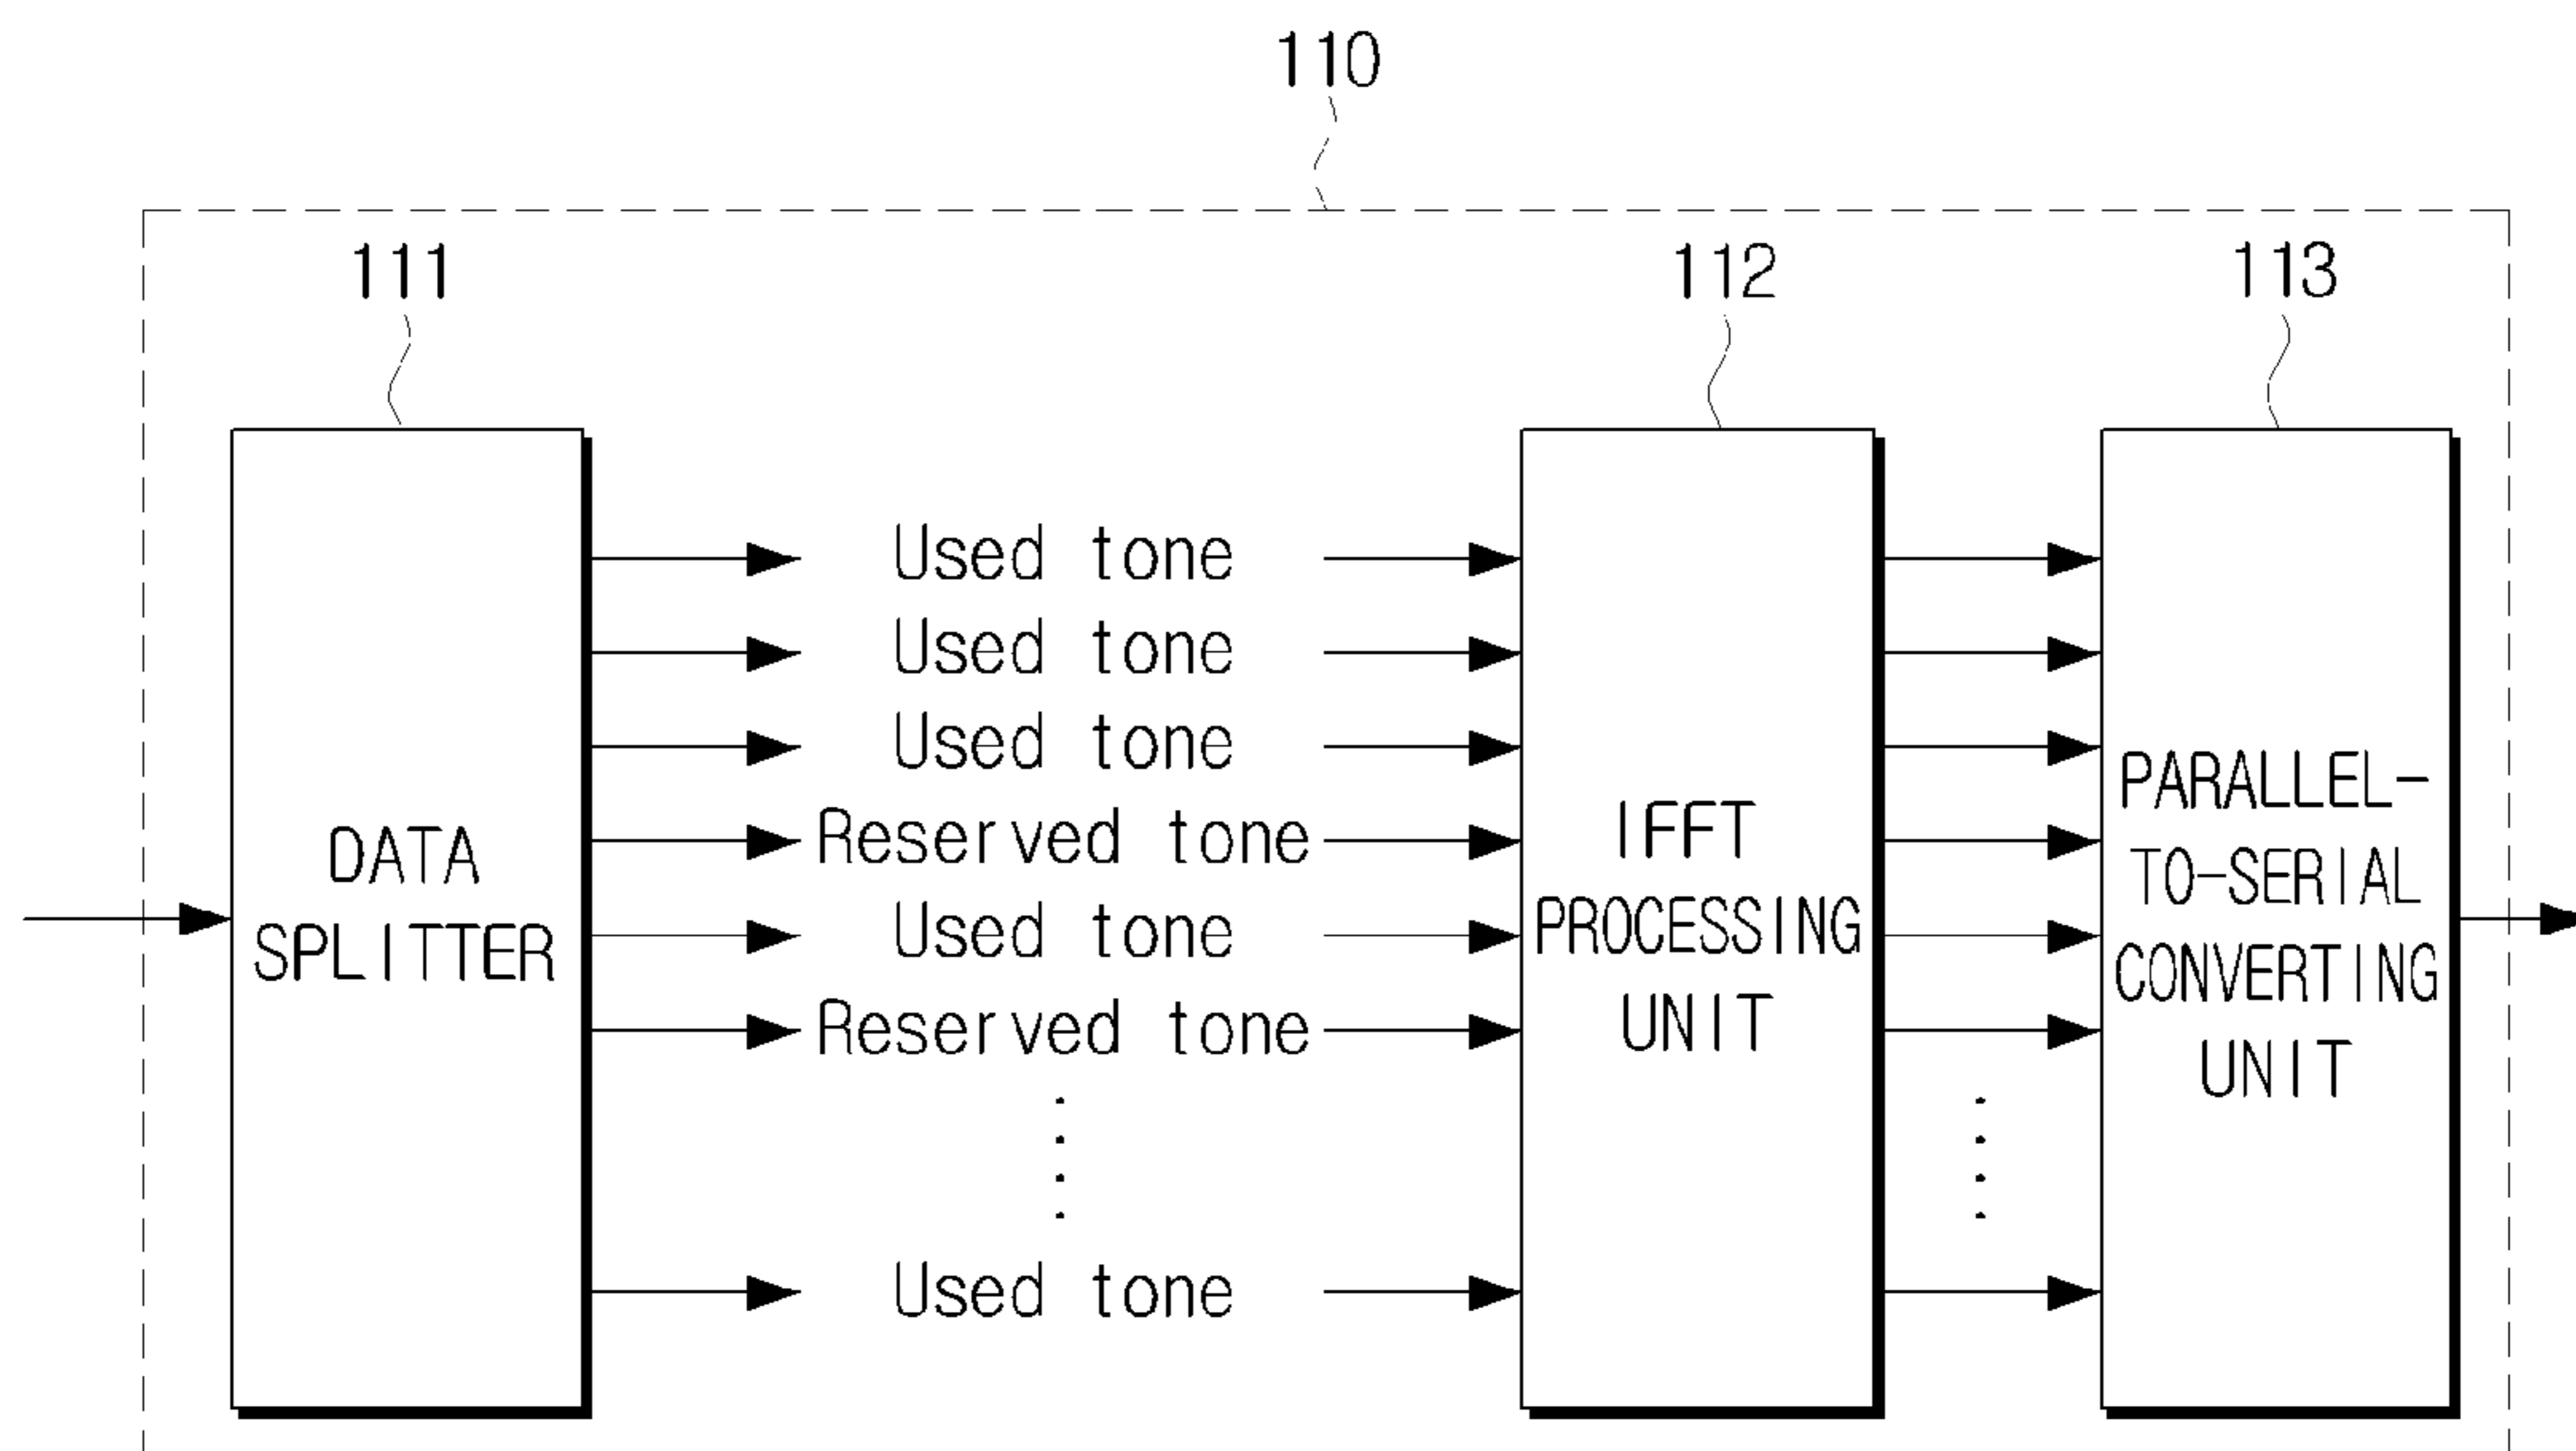 110
111
112
113
Used tone
Used tone
Used tone
Reserved tone
Used tone
Reserved tone
Used tone
DATA
SPLITTER
IFFT
PROCESSING
UNIT
PARALLEL-
TO-SERIAL
CONVERTING
UNIT